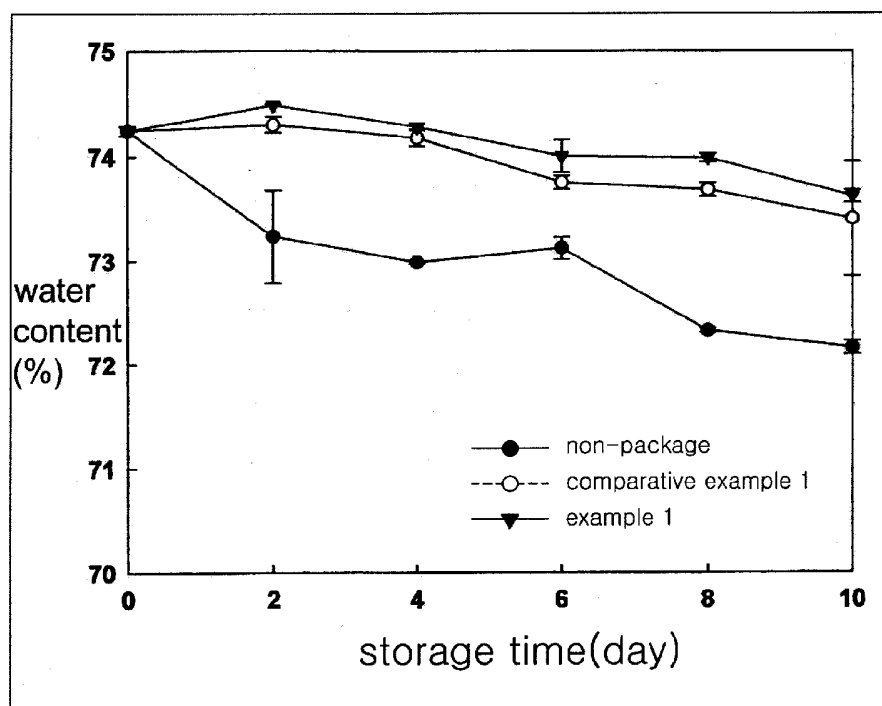 75
74
73
72
71
70
water
content
(%)
non-package
comparative example 1
example 1
0 2 4 6 8 10
storage time(day)